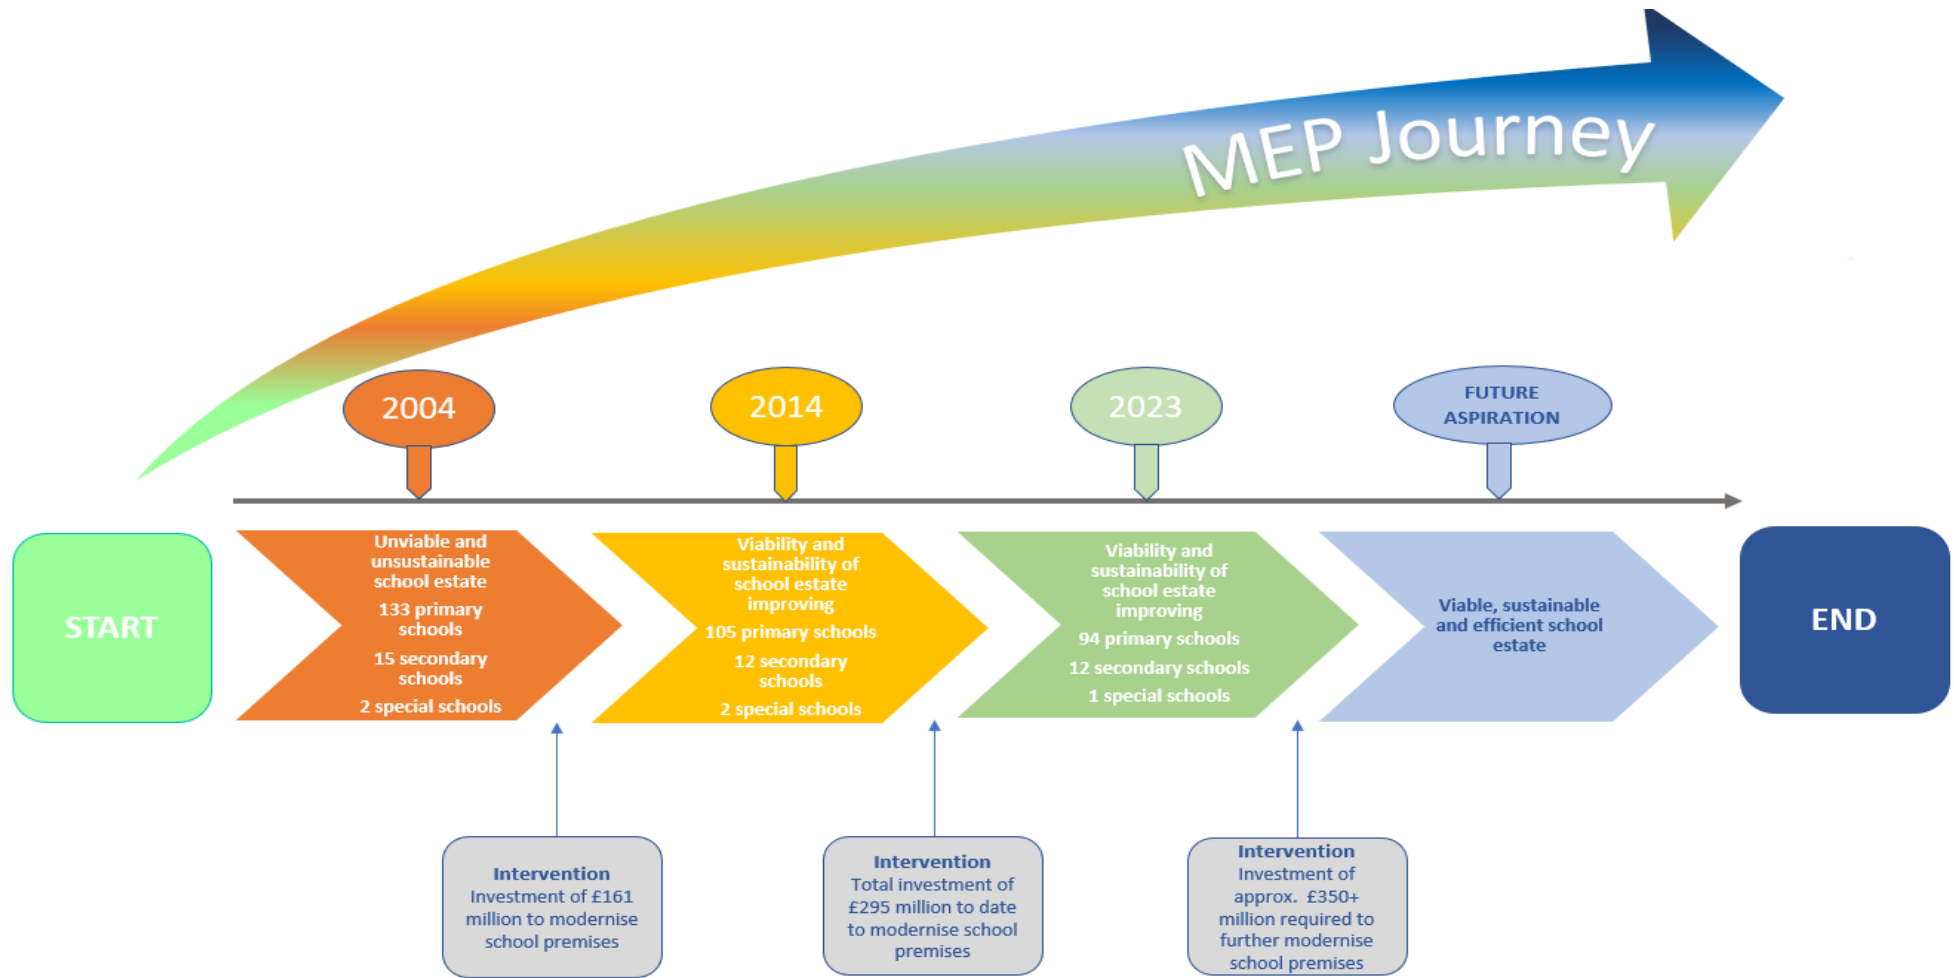 MEP Journey
2004
2014
2023
FUTURE
ASPIRATION
START
Unviable and
unsustainable
school estate
133 primary
schools
15 secondary
schools
2 special schools
Viability and
sustainability of
school estate
improving
105 primary schools
12 secondary
schools
2 special schools
Viability and
sustainability of
school estate
improving
94 primary schools
12 secondary schools
1 special schools
Viable, sustainable
and efficient school
estate
END
Intervention
Investment of £161
million to modernise
school premises
Intervention
Total investment of
£295 million to date
to modernise school
premises
Intervention
Investment of
approx. £350+
million required to
further modernise
school premises